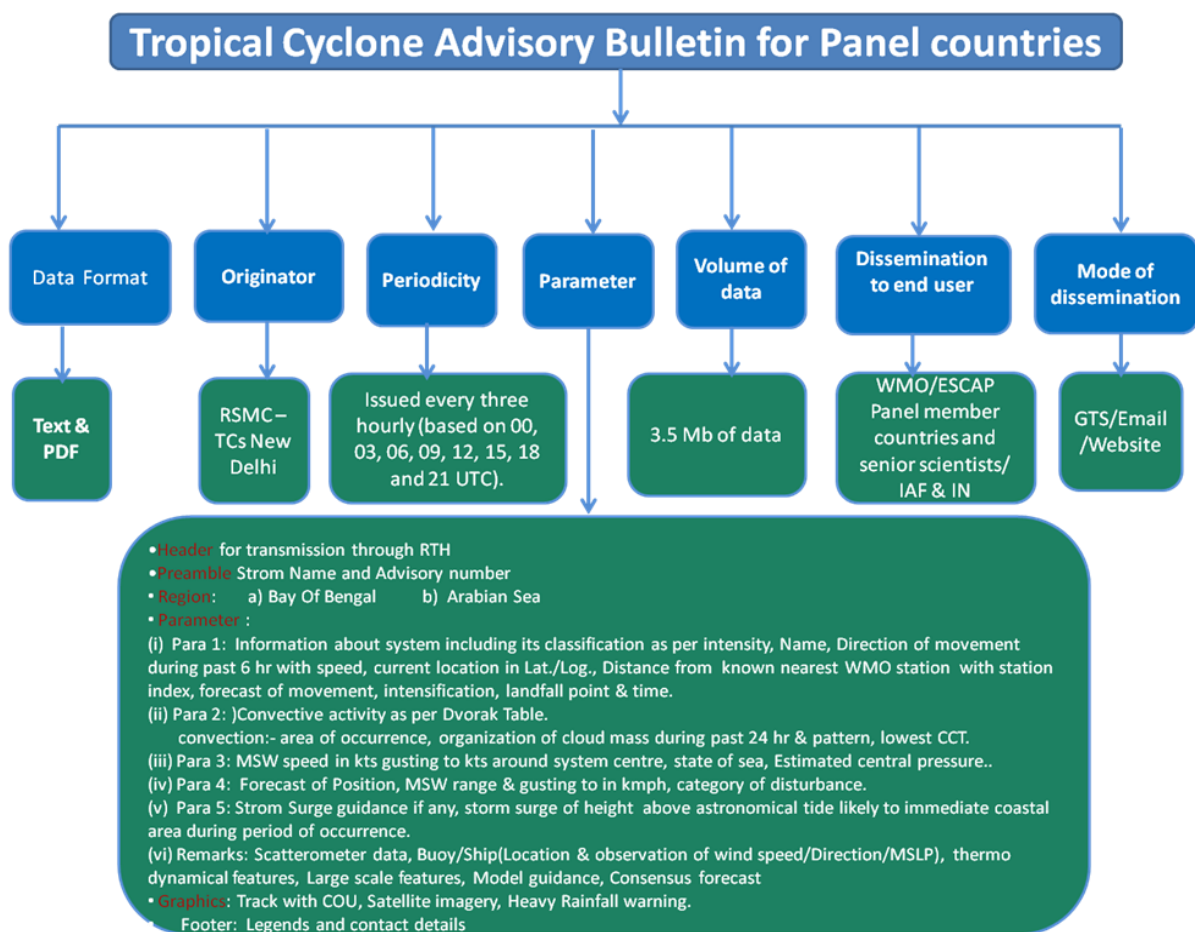 Tropical Cyclone Advisory Bulletin for Panel countries
Data Format
Originator
Periodicity
Parameter
Volume of
data
Dissemination
to end user
Mode of
dissemination
Text &
PDF
RSMC –
TCs New
Delhi
Issued every three
hourly (based on 00,
03, 06, 09, 12, 15, 18
and 21 UTC).
3.5 Mb of data
WMO/ESCAP
Panel member
countries and
senior scientists/
IAF & IN
GTS/Email
/Website
•Header for transmission through RTH
•Preamble Strom Name and Advisory number
• Region: a) Bay Of Bengal b) Arabian Sea
• Parameter :
(i) Para 1: Information about system including its classification as per intensity, Name, Direction of movement
during past 6 hr with speed, current location in Lat./Log., Distance from known nearest WMO station with station
index, forecast of movement, intensification, landfall point & time.
(ii) Para 2: )Convective activity as per Dvorak Table.
convection:- area of occurrence, organization of cloud mass during past 24 hr & pattern, lowest CCT.
(iii) Para 3: MSW speed in kts gusting to kts around system centre, state of sea, Estimated central pressure..
(iv) Para 4: Forecast of Position, MSW range & gusting to in kmph, category of disturbance.
(v) Para 5: Strom Surge guidance if any, storm surge of height above astronomical tide likely to immediate coastal
area during period of occurrence.
(vi) Remarks: Scatterometer data, Buoy/Ship(Location & observation of wind speed/Direction/MSLP), thermo
dynamical features, Large scale features, Model guidance, Consensus forecast
• Graphics: Track with COU, Satellite imagery, Heavy Rainfall warning.
• Footer: Legends and contact details